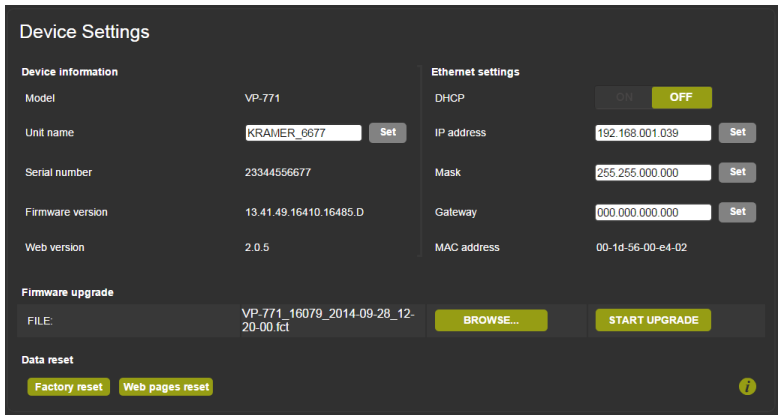 Device Settings
Device information
Ethernet settings
Model VP-771
DHCP ON OFF
Unit name KRAMER_6677 Set
IP address 192.168.001.039 Set
Serial number 23344556677
Mask 255.255.000.000 Set
Firmware version 13.41.49.16410.16485.D
Gateway 000.000.000.000 Set
Web version 2.0.5
MAC address 00-1d-56-00-e4-02
Firmware upgrade
FILE: VP-771_16079_2014-09-28_12-
20-00.fct
BROWSE... START UPGRADE
Data reset
Factory reset Web pages reset
i